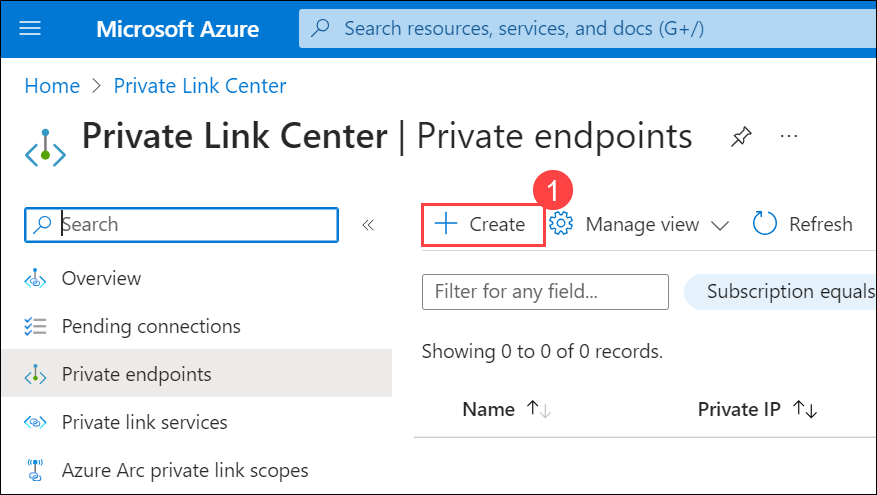 Microsoft Azure
Search resources, services, and docs (G+/)
Home > Private Link Center
Private Link Center | Private endpoints
...
1
Search
«
+ Create
Manage view
Refresh
Overview
Filter for any field...
Subscription equals
Pending connections
Showing 0 to 0 of 0 records.
Private endpoints
Name ↑↓
Private IP ↑↓
Private link services
Azure Arc private link scopes